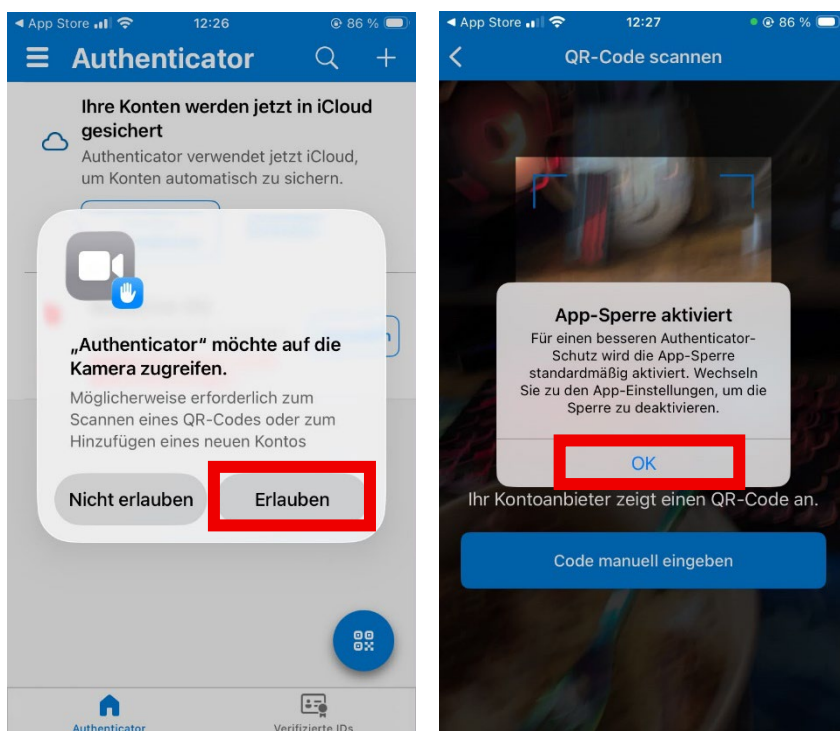 ◀ App Store 12:26 86 %
Authenticator
Ihre Konten werden jetzt in iCloud
gesichert
Authenticator verwendet jetzt iCloud,
um Konten automatisch zu sichern.
„Authenticator“ möchte auf die
Kamera zugreifen.
Möglicherweise erforderlich zum
Scannen eines QR-Codes oder zum
Hinzufügen eines neuen Kontos
Nicht erlauben Erlauben
Authenticator Verifizierte IDs
◀ App Store 12:27 86 %
QR-Code scannen
App-Sperre aktiviert
Für einen besseren Authenticator-
Schutz wird die App-Sperre
standardmäßig aktiviert. Wechseln
Sie zu den App-Einstellungen, um die
Sperre zu deaktivieren.
OK
Ihr Kontoanbieter zeigt einen QR-Code an.
Code manuell eingeben